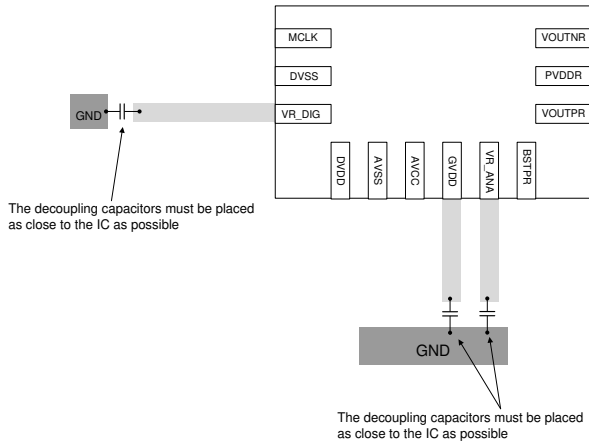 MCLK
VOUTNR
DVSS
PVDDR
GND
VR_DIG
VOUTPR
DVDD
AVSS
AVCC
GVDD
VR_ANA
BSTPR
The decoupling capacitors must be placed
as close to the IC as possible
GND
The decoupling capacitors must be placed
as close to the IC as possible